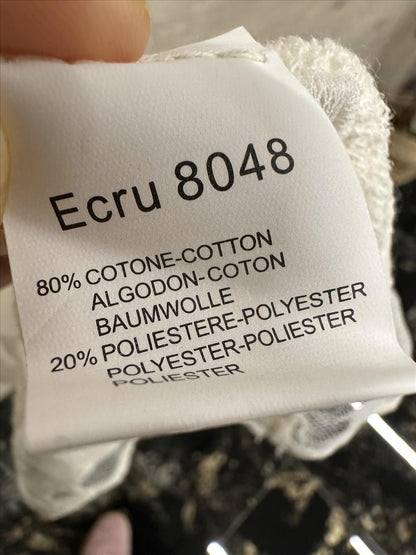 Ecru 8048
80% COTONE-COTTON
ALGODON-COTON
BAUMWOLLE
20% POLIESTERE-POLYESTER
POLYESTER-POLIESTER
POLIESTER